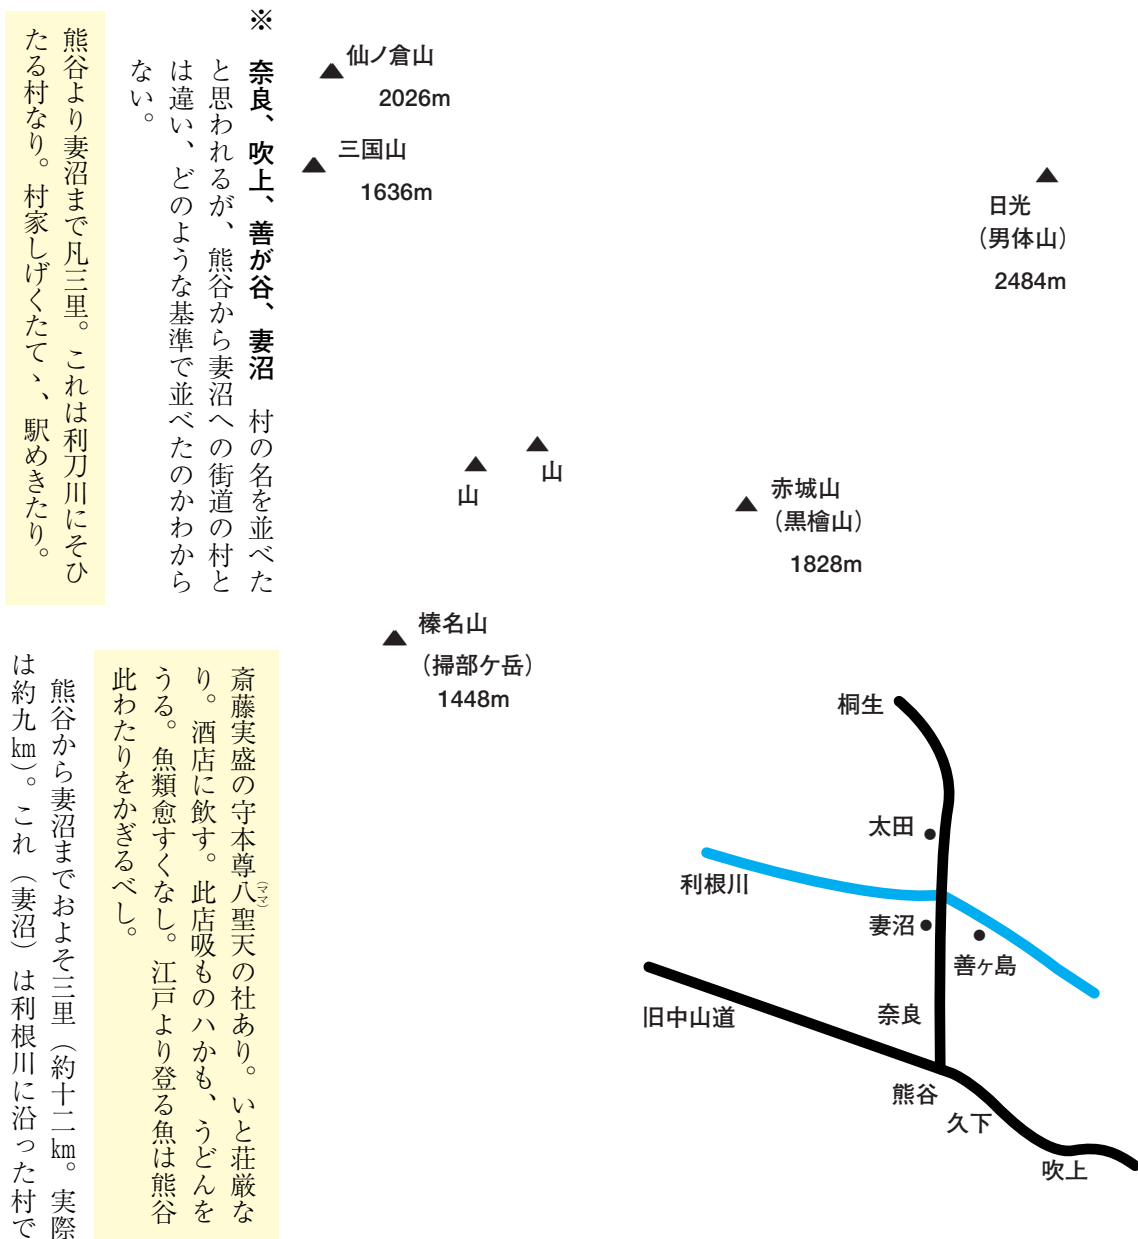 ※　奈良、吹上、善が谷、妻沼　村の名を並べた
と思われるが、熊谷から妻沼への街道の村と
は違い、どのような基準で並べたのかわから
ない。
熊谷より妻沼まで凡三里。これは利刀川にそひ
たる村なり。村家しげくたてゝ、駅めきたり。
斎藤実盛の守本尊八聖天の社あり。いと荘厳な
（ママ）
り。酒店に飲す。此店吸ものハかも、うどんを
うる。魚類愈すくなし。江戸より登る魚は熊谷
此わたりをかぎるべし。
熊谷から妻沼までおよそ三里（約十二㎞。実際
は約九㎞）。これ（妻沼）は利根川に沿った村で
仙ノ倉山
2026m
三国山
1636m
日光
（男体山）
2484m
山
山
赤城山
（黒檜山）
1828m
榛名山
（掃部ケ岳）
1448m
桐生
太田
利根川
妻沼
善ヶ島
奈良
旧中山道
熊谷
久下
吹上